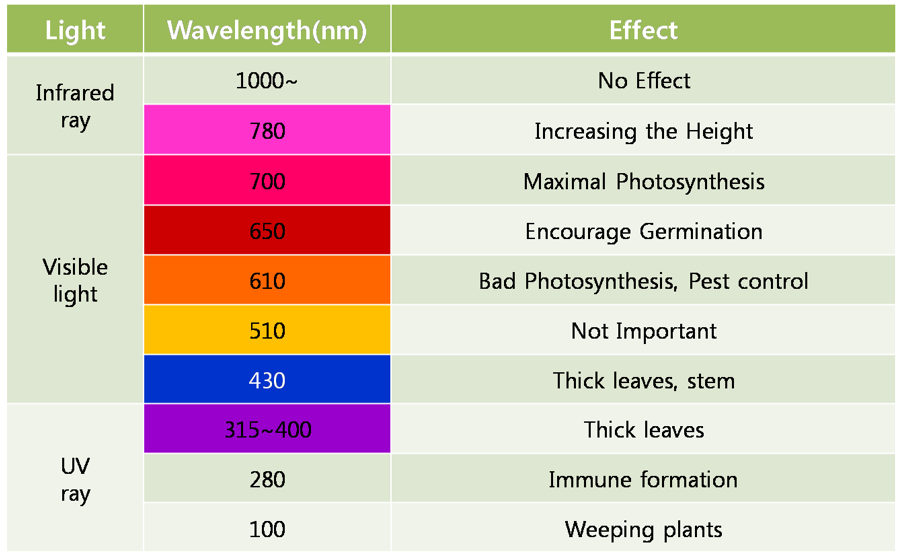 Light Wavelength(nm) Effect
Infrared
ray
1000~ No Effect
780 Increasing the Height
Visible
light
700 Maximal Photosynthesis
650 Encourage Germination
610 Bad Photosynthesis, Pest control
510 Not Important
430 Thick leaves, stem
UV
ray
315~400 Thick leaves
280 Immune formation
100 Weeping plants